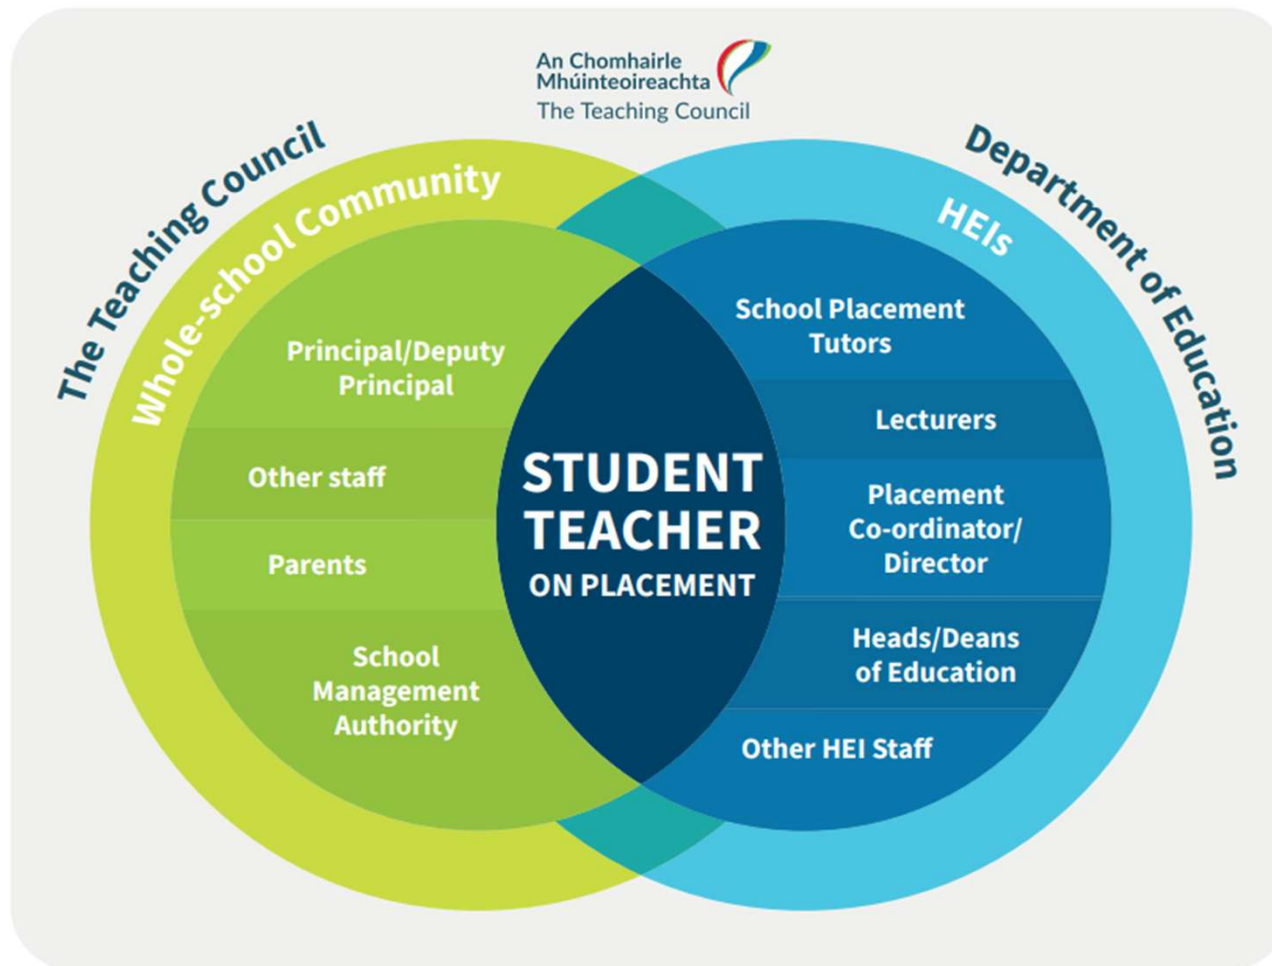 An Chomhairle
Mhúinteoireachta
The Teaching Council
The Teaching Council
Whole-school Community
Principal/Deputy
Principal
Other staff
Parents
School
Management
Authority
STUDENT
TEACHER
ON PLACEMENT
Department of Education
HEIs
School Placement
Tutors
Lecturers
Placement
Co-ordinator/
Director
Heads/Deans
of Education
Other HEI Staff